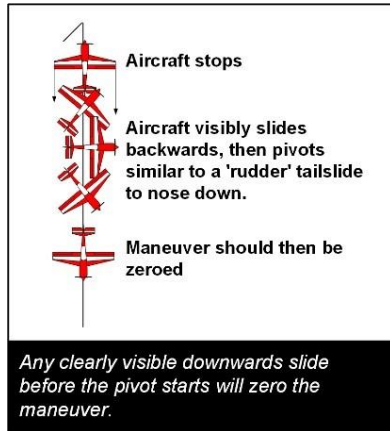 Aircraft stops
Aircraft visibly slides
backwards, then pivots
similar to a 'rudder' tailslide
to nose down.
Maneuver should then be
zeroed
Any clearly visible downwards slide
before the pivot starts will zero the
maneuver.